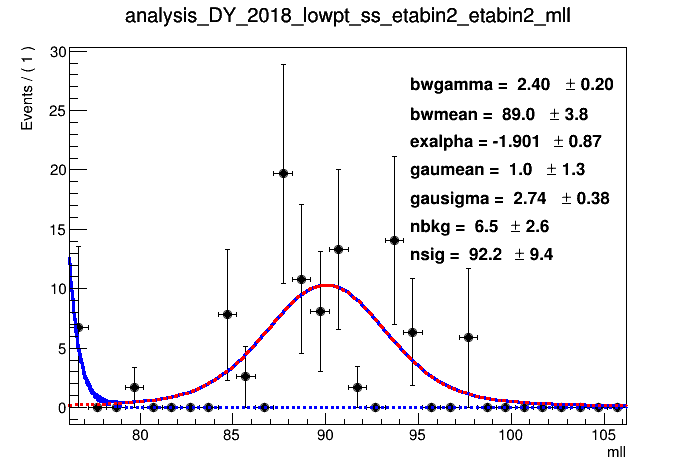 analysis_DY_2018_lowpt_ss_etabin2_etabin2_mll
Events / ( 1 )
30
25
20
15
10
5
0
bwgamma = 2.40 ± 0.20
bwmean = 89.0 ± 3.8
exalpha = -1.901 ± 0.87
gaumean = 1.0 ± 1.3
gausigma = 2.74 ± 0.38
nbkg = 6.5 ± 2.6
nsig = 92.2 ± 9.4
80 85 90 95 100 105
mll